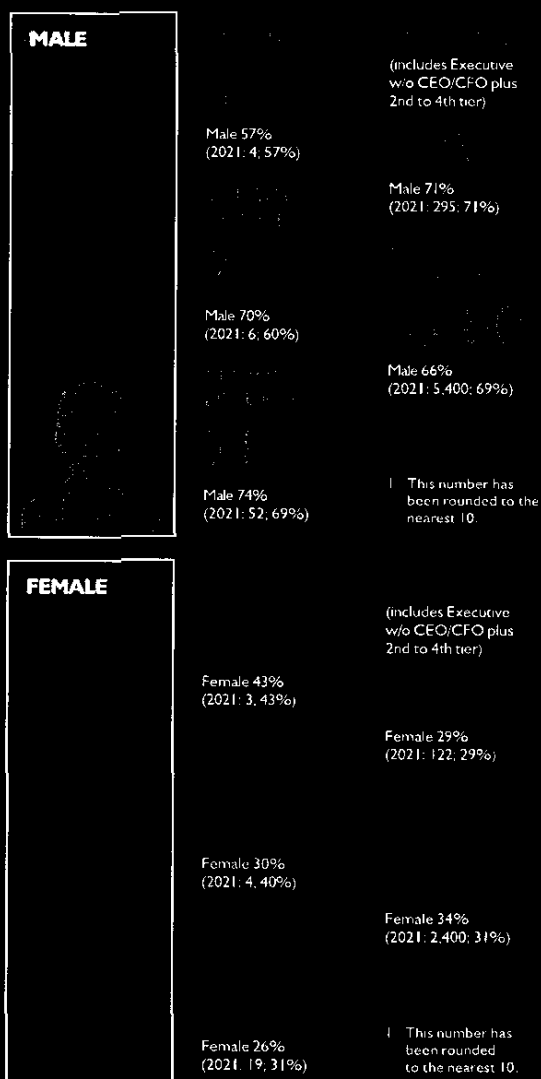 MALE
(includes Executive
w/o CEO/CFO plus
2nd to 4th tier)
Male 57%
(2021: 4; 57%)
Male 71%
(2021: 295; 71%)
Male 70%
(2021: 6; 60%)
Male 66%
(2021: 5,400; 69%)
Male 74%
(2021: 52; 69%)
1 This number has
been rounded to the
nearest 10.
FEMALE
(includes Executive
w/o CEO/CFO plus
2nd to 4th tier)
Female 43%
(2021: 3, 43%)
Female 29%
(2021: 122; 29%)
Female 30%
(2021: 4, 40%)
Female 34%
(2021: 2,400; 31%)
Female 26%
(2021. 19; 31%)
1 This number has
been rounded
to the nearest 10.